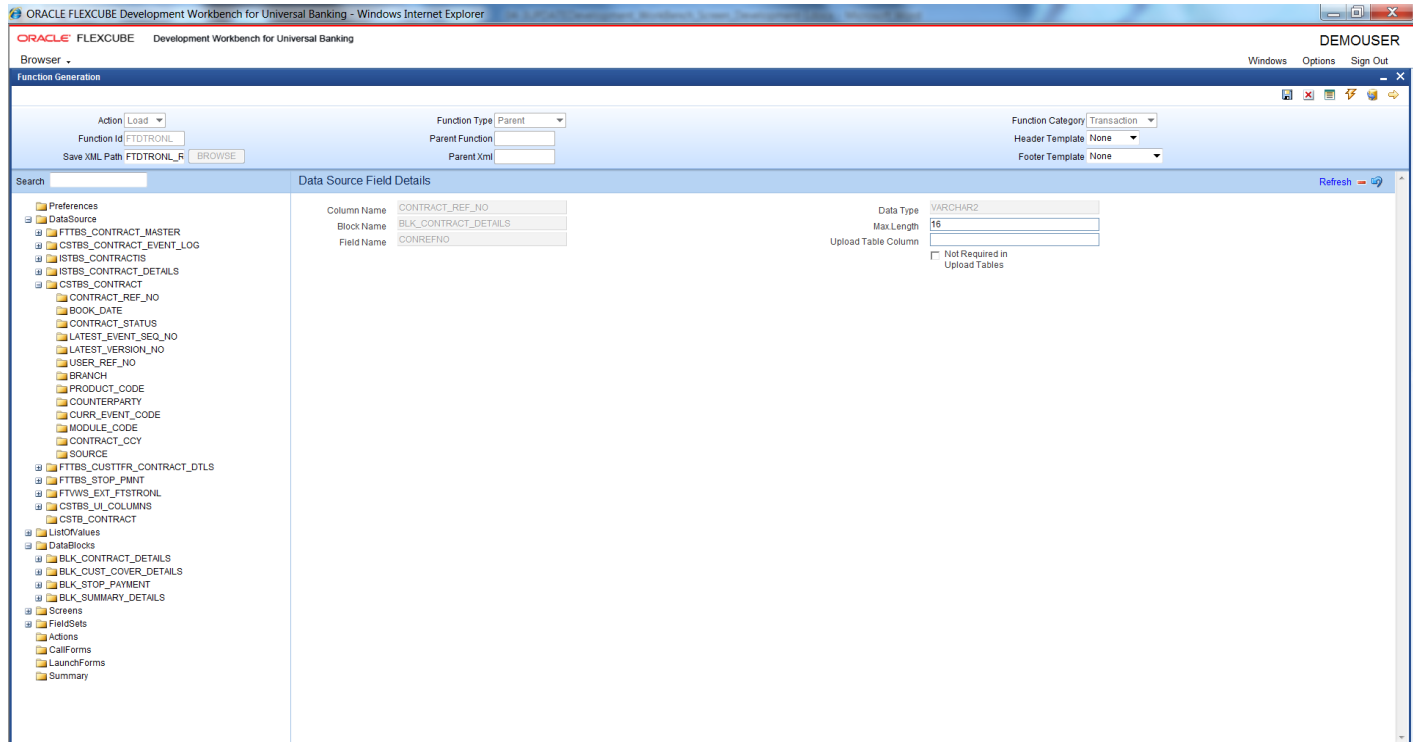 ORACLE FLEXCUBE Development Workbench for Universal Banking - Windows Internet Explorer
ORACLE FLEXCUBE Development Workbench for Universal Banking
DEMOUSER
Browser
Windows Options Sign Out
Function Generation
Action Load Function Type Parent Function Category Transaction
Function Id FTDTRONL Parent Function Header Template None
Save XML Path FTDTRONL_R BROWSE Parent Xml Footer Template None
Search Data Source Field Details Refresh
Column Name CONTRACT_REF_NO Data Type VARCHAR2
Block Name BLK_CONTRACT_DETAILS Max.Length 16
Field Name CONREFNO Upload Table Column
Not Required in
Upload Tables
Preferences
DataSource
FTTBS_CONTRACT_MASTER
CSTBS_CONTRACT_EVENT_LOG
ISTBS_CONTRACTIS
ISTBS_CONTRACT_DETAILS
CSTBS_CONTRACT
CONTRACT_REF_NO
BOOK_DATE
CONTRACT_STATUS
LATEST_EVENT_SEQ_NO
LATEST_VERSION_NO
USER_REF_NO
BRANCH
PRODUCT_CODE
COUNTERPARTY
CURR_EVENT_CODE
MODULE_CODE
CONTRACT_CCY
SOURCE
FTTBS_CUSTTFR_CONTRACT_DTLS
FTTBS_STOP_PMNT
FTVWS_EXT_FTSTRONL
CSTBS_UI_COLUMNS
CSTB_CONTRACT
ListOfValues
DataBlocks
BLK_CONTRACT_DETAILS
BLK_CUST_COVER_DETAILS
BLK_STOP_PAYMENT
BLK_SUMMARY_DETAILS
Screens
FieldSets
Actions
CallForms
LaunchForms
Summary